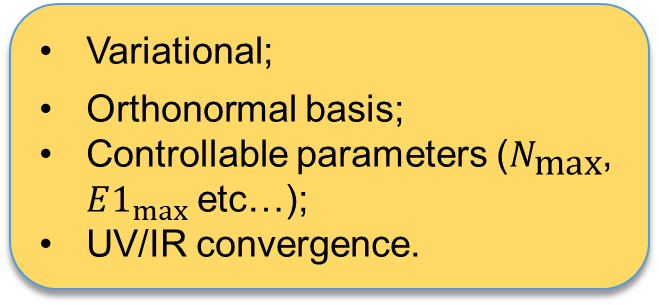 • Variational;
• Orthonormal basis;
• Controllable parameters (𝑁max,
𝐸1max etc…);
• UV/IR convergence.